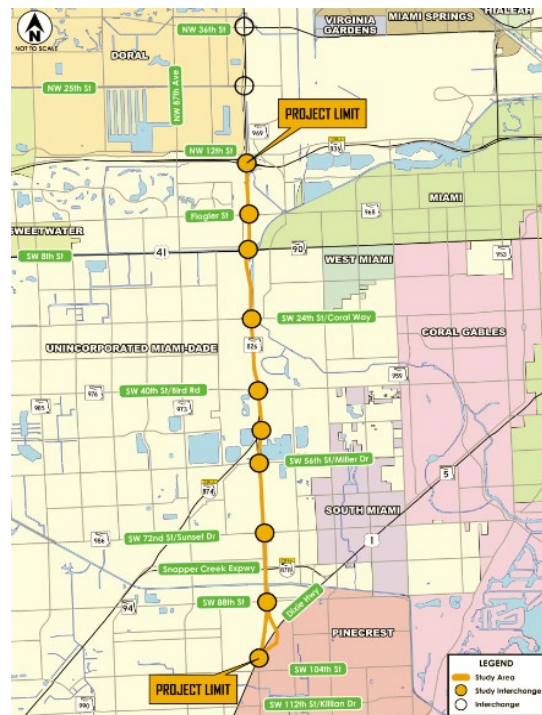 N
NOT TO SCALE
NW 36th St
VIRGINIA
GARDENS
MIAMI SPRINGS
HIALEAH
DORAL
NW 25th St
NW 87th Ave
PROJECT LIMIT
969
NW 12th St
836
MIAMI
Flagler St
968
SWEETWATER
SW 8th St
41
90
953
WEST MIAMI
SW 24th St/Coral Way
CORAL GABLES
826
UNINCORPORATED MIAMI-DADE
959
SW 40th St/Bird Rd
976
985
973
SW 56th St/Miller Dr
5
874
SOUTH MIAMI
SW 72nd St/Sunset Dr
986
1
Snapper Creek Expwy
878
94
SW 88th St
Dixie Hwy
PINECREST
PROJECT LIMIT
SW 104th St
990
SW 112th St/Killian Dr
LEGEND
Study Area
Study Interchange
Interchange